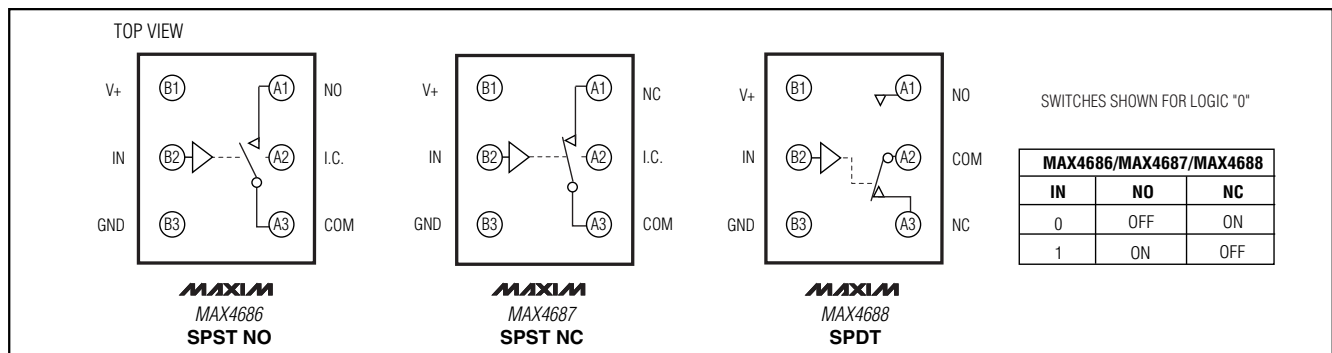 TOP VIEW
V+ B1 A1 NO
IN B2 A2 I.C.
GND B3 A3 COM
MAXIM
MAX4686
SPST NO
V+ B1 A1 NC
IN B2 A2 I.C.
GND B3 A3 COM
MAXIM
MAX4687
SPST NC
V+ B1 A1 NO
IN B2 A2 COM
GND B3 A3 NC
MAXIM
MAX4688
SPDT
SWITCHES SHOWN FOR LOGIC "0"
MAX4686/MAX4687/MAX4688
IN NO NC
0 OFF ON
1 ON OFF